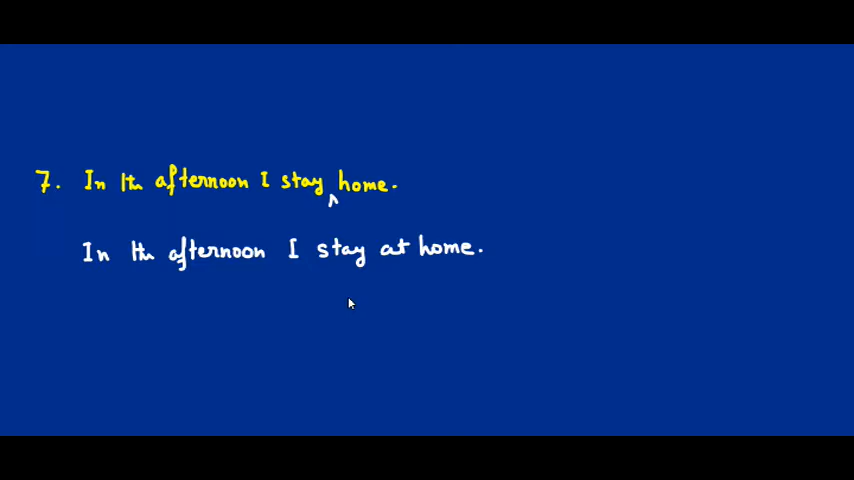 7. In the afternoon I stay ^ home.
In the afternoon I stay at home.